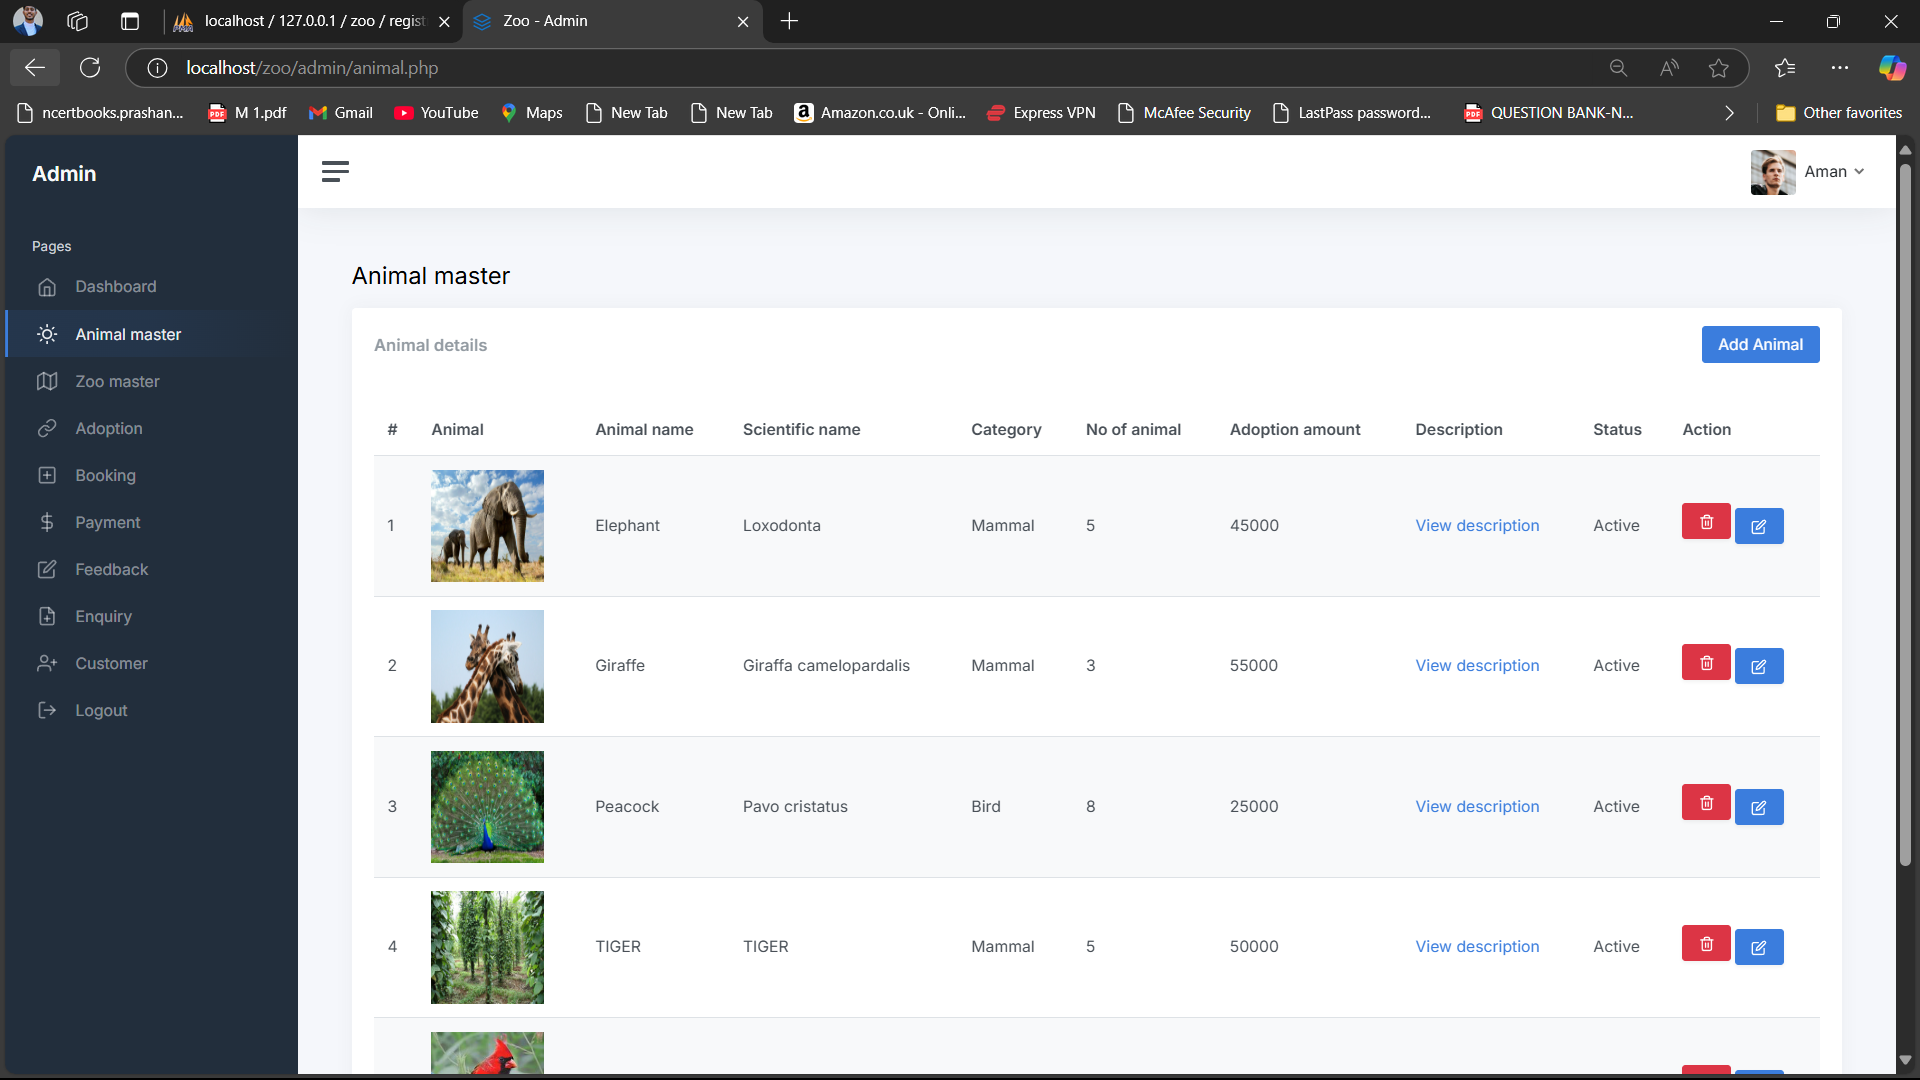 localhost / 127.0.0.1 / zoo / regist
Zoo - Admin
localhost/zoo/admin/animal.php
ncertbooks.prashan...
M 1.pdf
Gmail
YouTube
Maps
New Tab
New Tab
Amazon.co.uk - Onli...
Express VPN
McAfee Security
LastPass password...
QUESTION BANK-N...
Other favorites
Admin
Aman
Pages
Dashboard
Animal master
Zoo master
Adoption
Booking
Payment
Feedback
Enquiry
Customer
Logout
Animal master
Animal details
Add Animal
# Animal Animal name Scientific name Category No of animal Adoption amount Description Status Action
1 Elephant Loxodonta Mammal 5 45000 View description Active
2 Giraffe Giraffa camelopardalis Mammal 3 55000 View description Active
3 Peacock Pavo cristatus Bird 8 25000 View description Active
4 TIGER TIGER Mammal 5 50000 View description Active